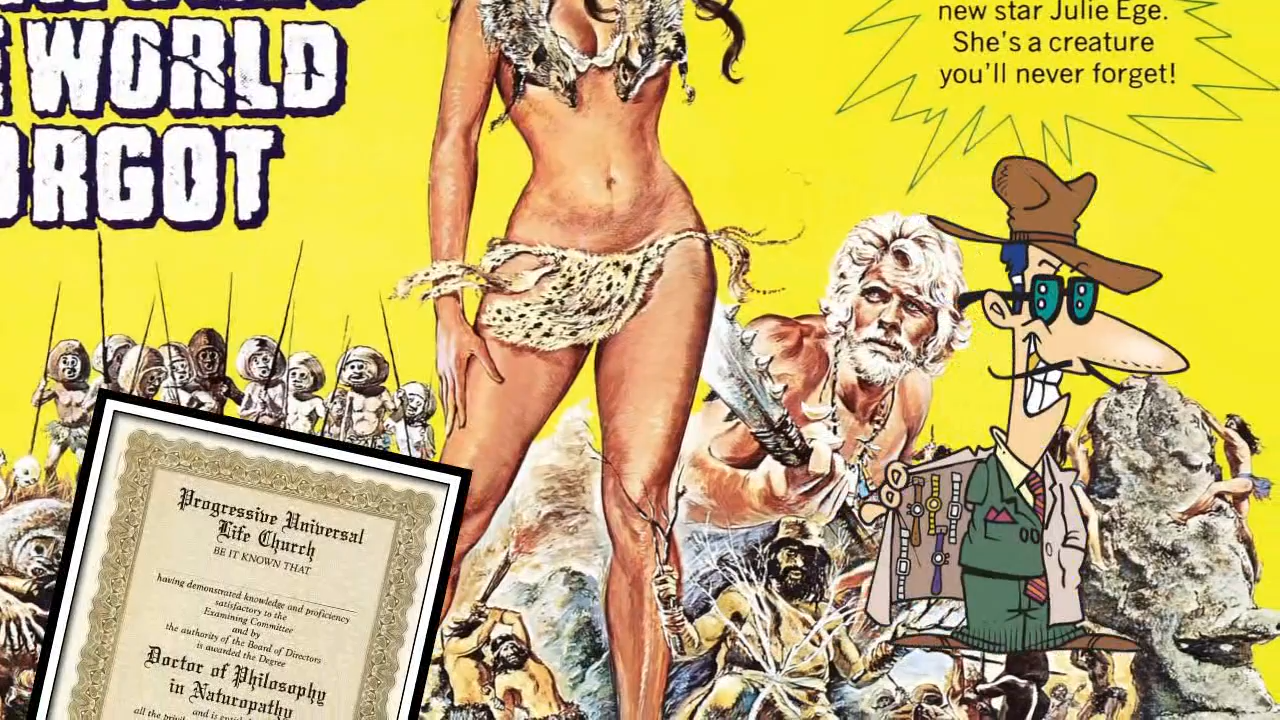 WORLD
new star Julie Ege.
She's a creature
you'll never forget!
Progressive Universal
Life Church
BE IT KNOWN THAT
having demonstrated knowledge and proficiency
satisfactory to the
Examining Committee
and by
the authority of the Board of Directors
is awarded the Degree
Doctor of Philosophy
in Naturopathy